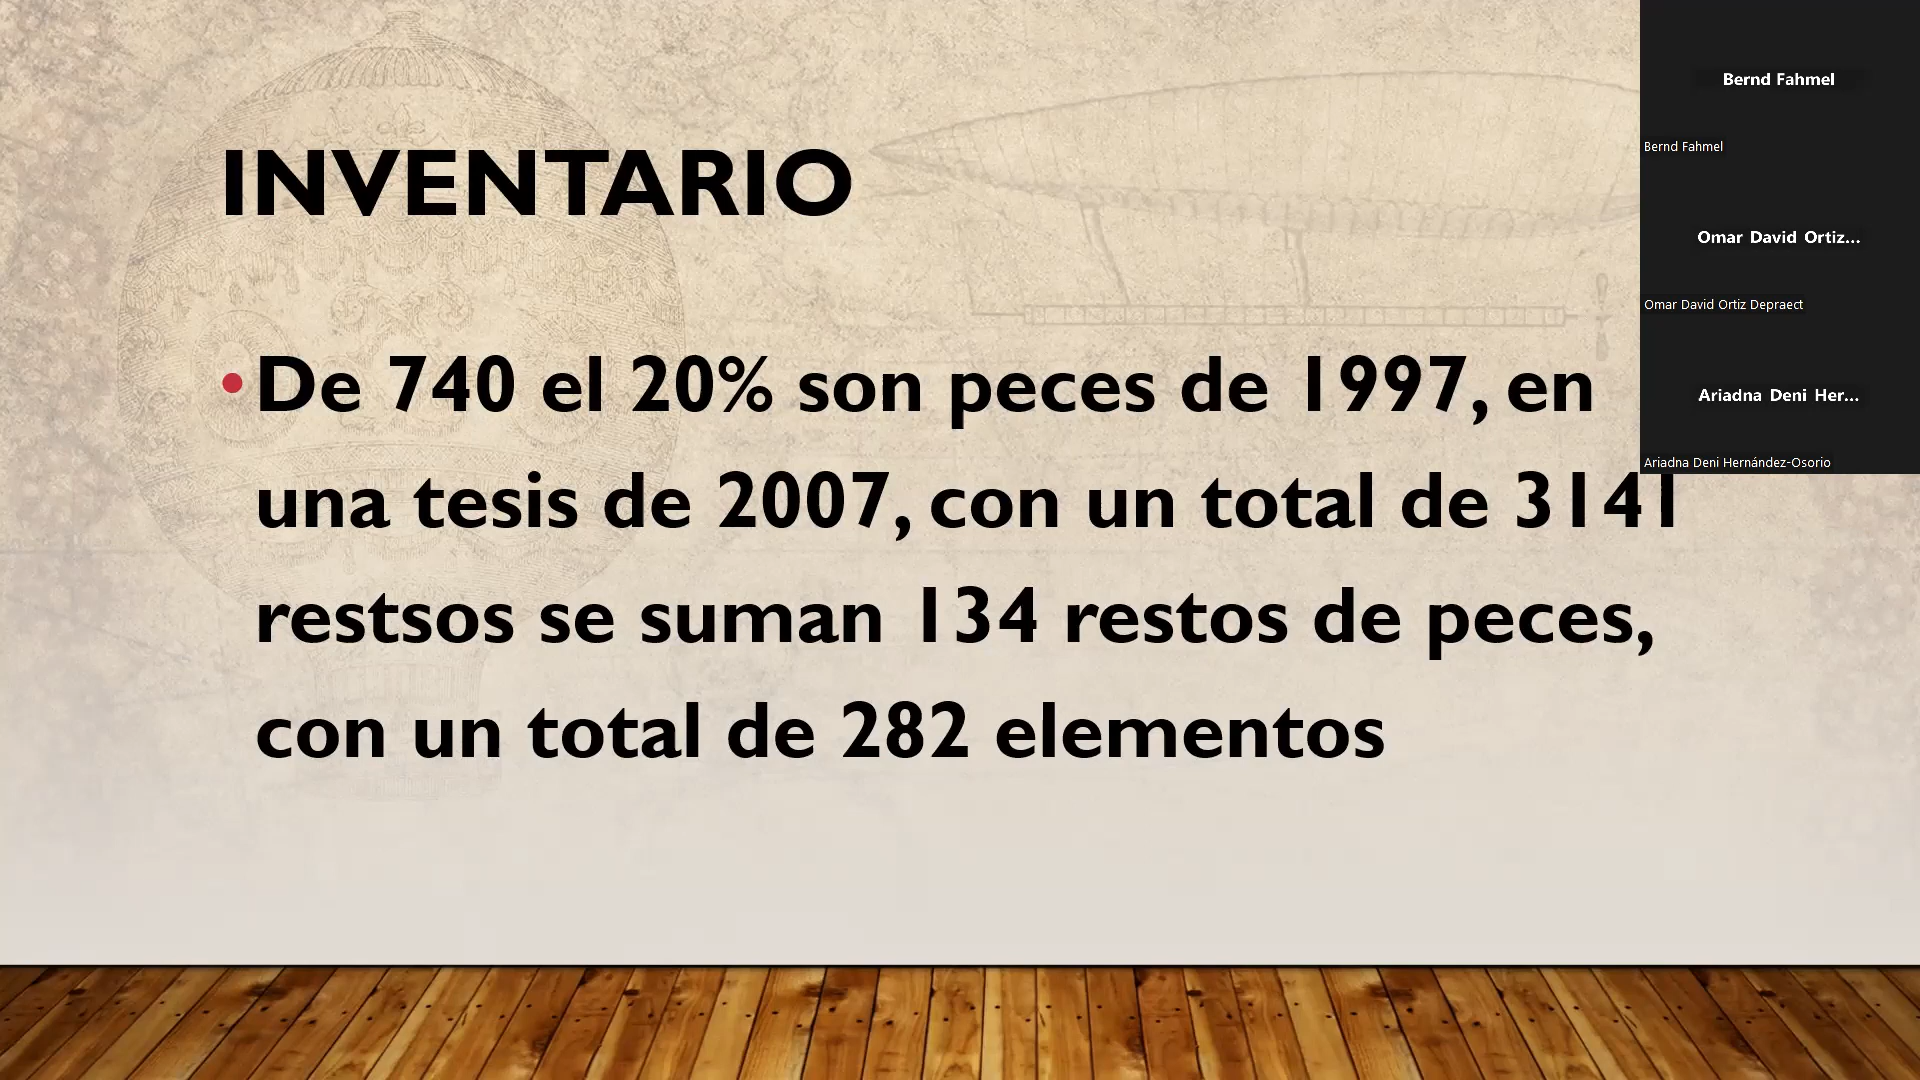 INVENTARIO
•De 740 el 20% son peces de 1997, en
una tesis de 2007, con un total de 3141
restsos se suman 134 restos de peces,
con un total de 282 elementos
Bernd Fahmel
Bernd Fahmel
Omar David Ortiz...
Omar David Ortiz Depraect
Ariadna Deni Her...
Ariadna Deni Hernández-Osorio